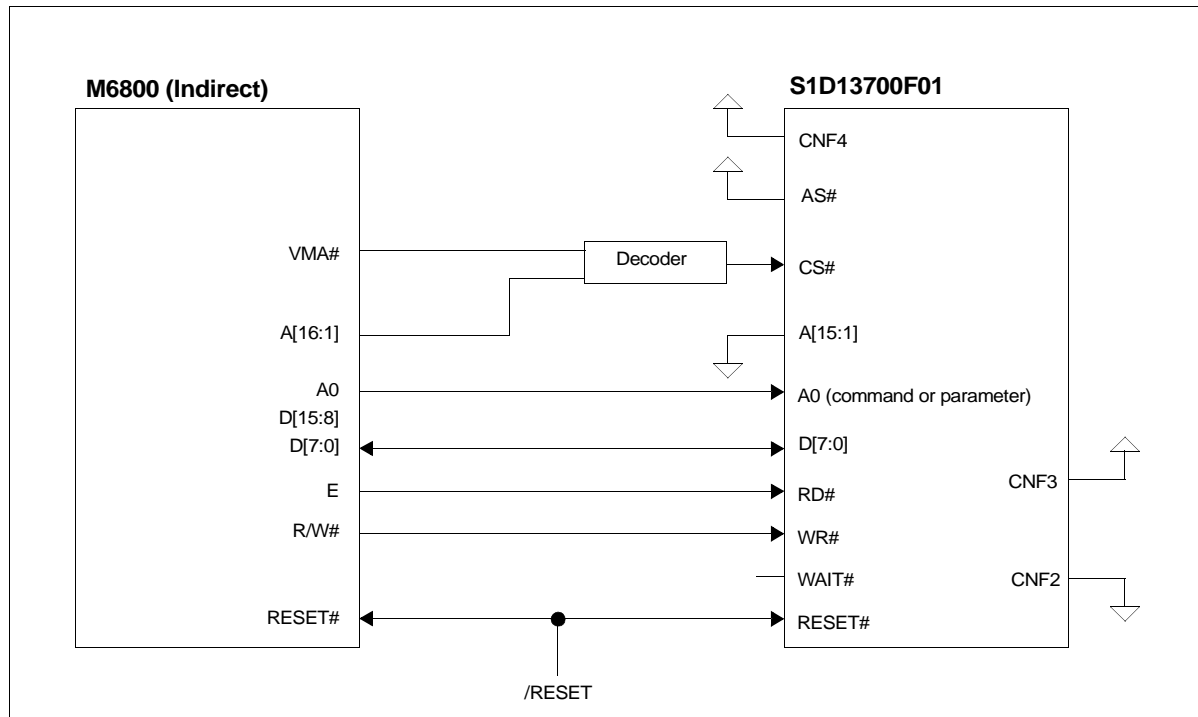 M6800 (Indirect)
S1D13700F01
CNF4
AS#
VMA#
Decoder
CS#
A[16:1]
A[15:1]
A0
A0 (command or parameter)
D[15:8]
D[7:0]
D[7:0]
CNF3
E
RD#
R/W#
WR#
WAIT#
CNF2
RESET#
RESET#
/RESET